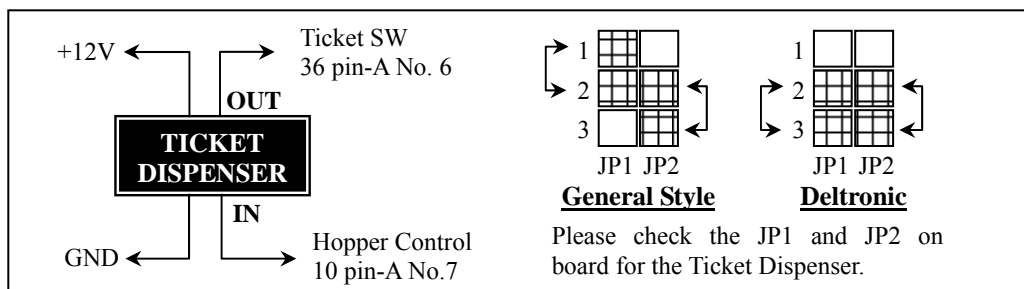 +12V
Ticket SW
36 pin-A No. 6
OUT
TICKET
DISPENSER
IN
GND
Hopper Control
10 pin-A No.7
1
2
3
JP1 JP2
General Style
1
2
3
JP1 JP2
Deltronic
Please check the JP1 and JP2 on
board for the Ticket Dispenser.